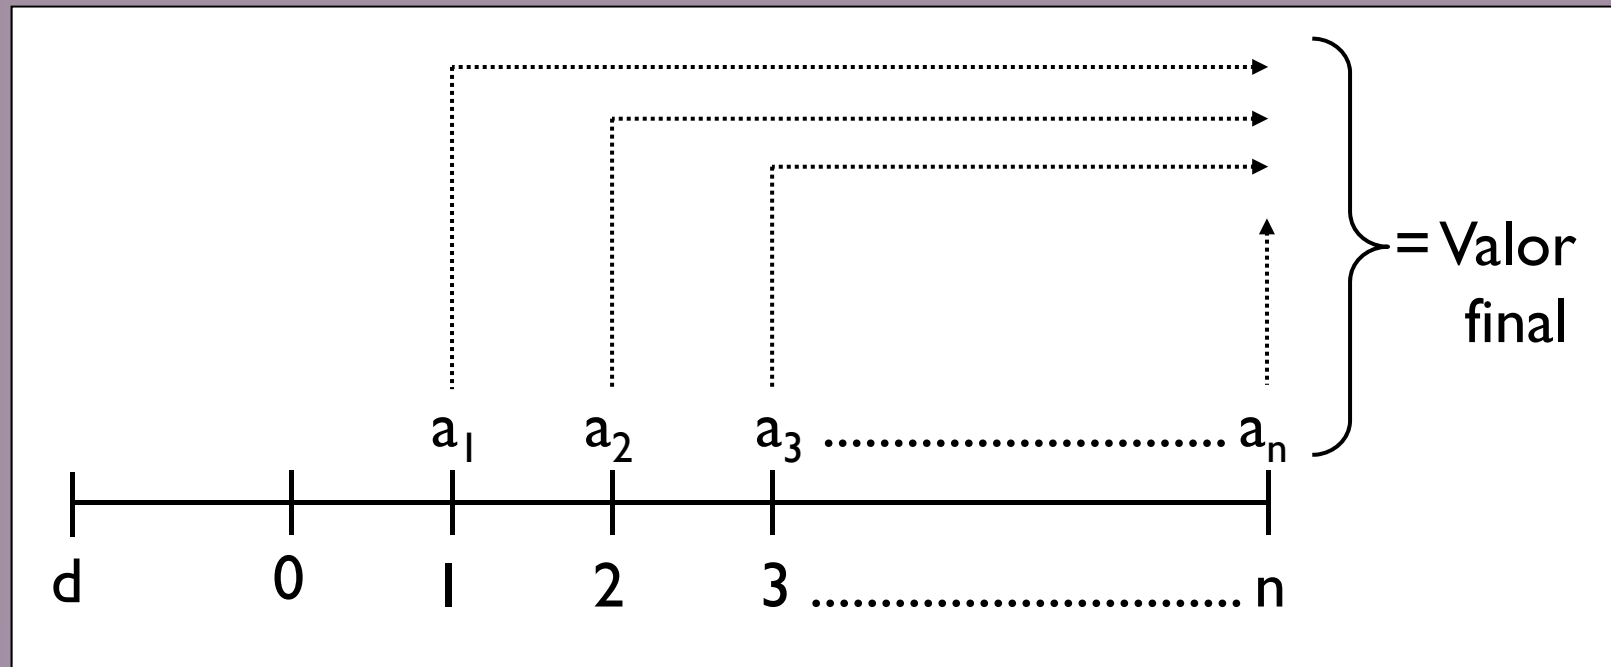 = Valor
final
a₁ a₂ a₃ ........................................ aₙ
d 0 1 2 3 ........................................ n